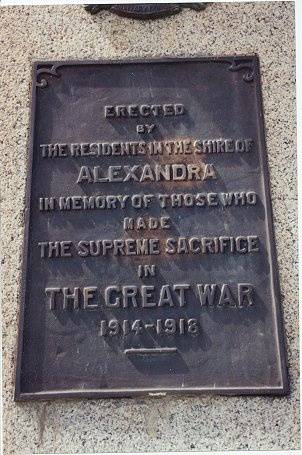 ERECTED
BY
THE RESIDENTS IN THE SHIRE OF
ALEXANDRA
IN MEMORY OF THOSE WHO
MADE
THE SUPREME SACRIFICE
IN
THE GREAT WAR
1914~1918